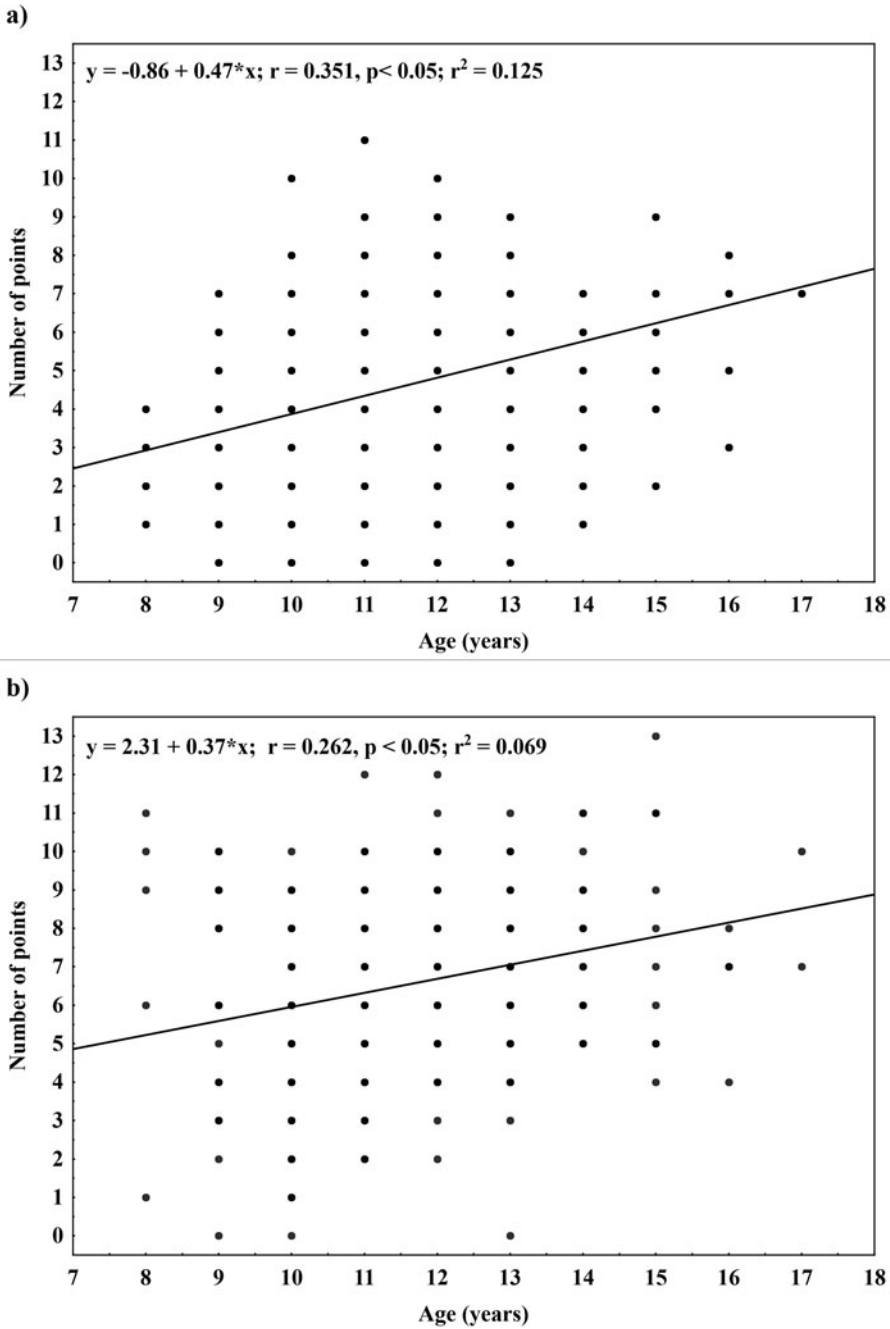 a)
y = -0.86 + 0.47*x; r = 0.351, p< 0.05; r² = 0.125
13
12
11
10
9
8
7
6
5
4
3
2
1
0
Number of points
7 8 9 10 11 12 13 14 15 16 17 18
Age (years)
b)
y = 2.31 + 0.37*x; r = 0.262, p < 0.05; r² = 0.069
13
12
11
10
9
8
7
6
5
4
3
2
1
0
Number of points
7 8 9 10 11 12 13 14 15 16 17 18
Age (years)